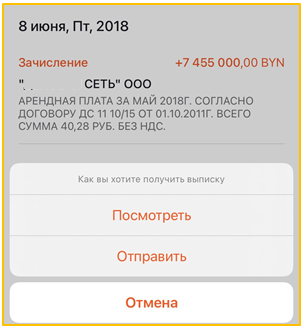 8 июня, Пт, 2018
Зачисление +7 455 000,00 BYN
" СЕТЬ" ООО
АРЕНДНАЯ ПЛАТА ЗА МАЙ 2018Г. СОГЛАСНО
ДОГОВОРУ ДС 11 10/15 ОТ 01.10.2011Г. ВСЕГО
СУММА 40,28 РУБ. БЕЗ НДС.
Как вы хотите получить выписку
Посмотреть
Отправить
Отмена